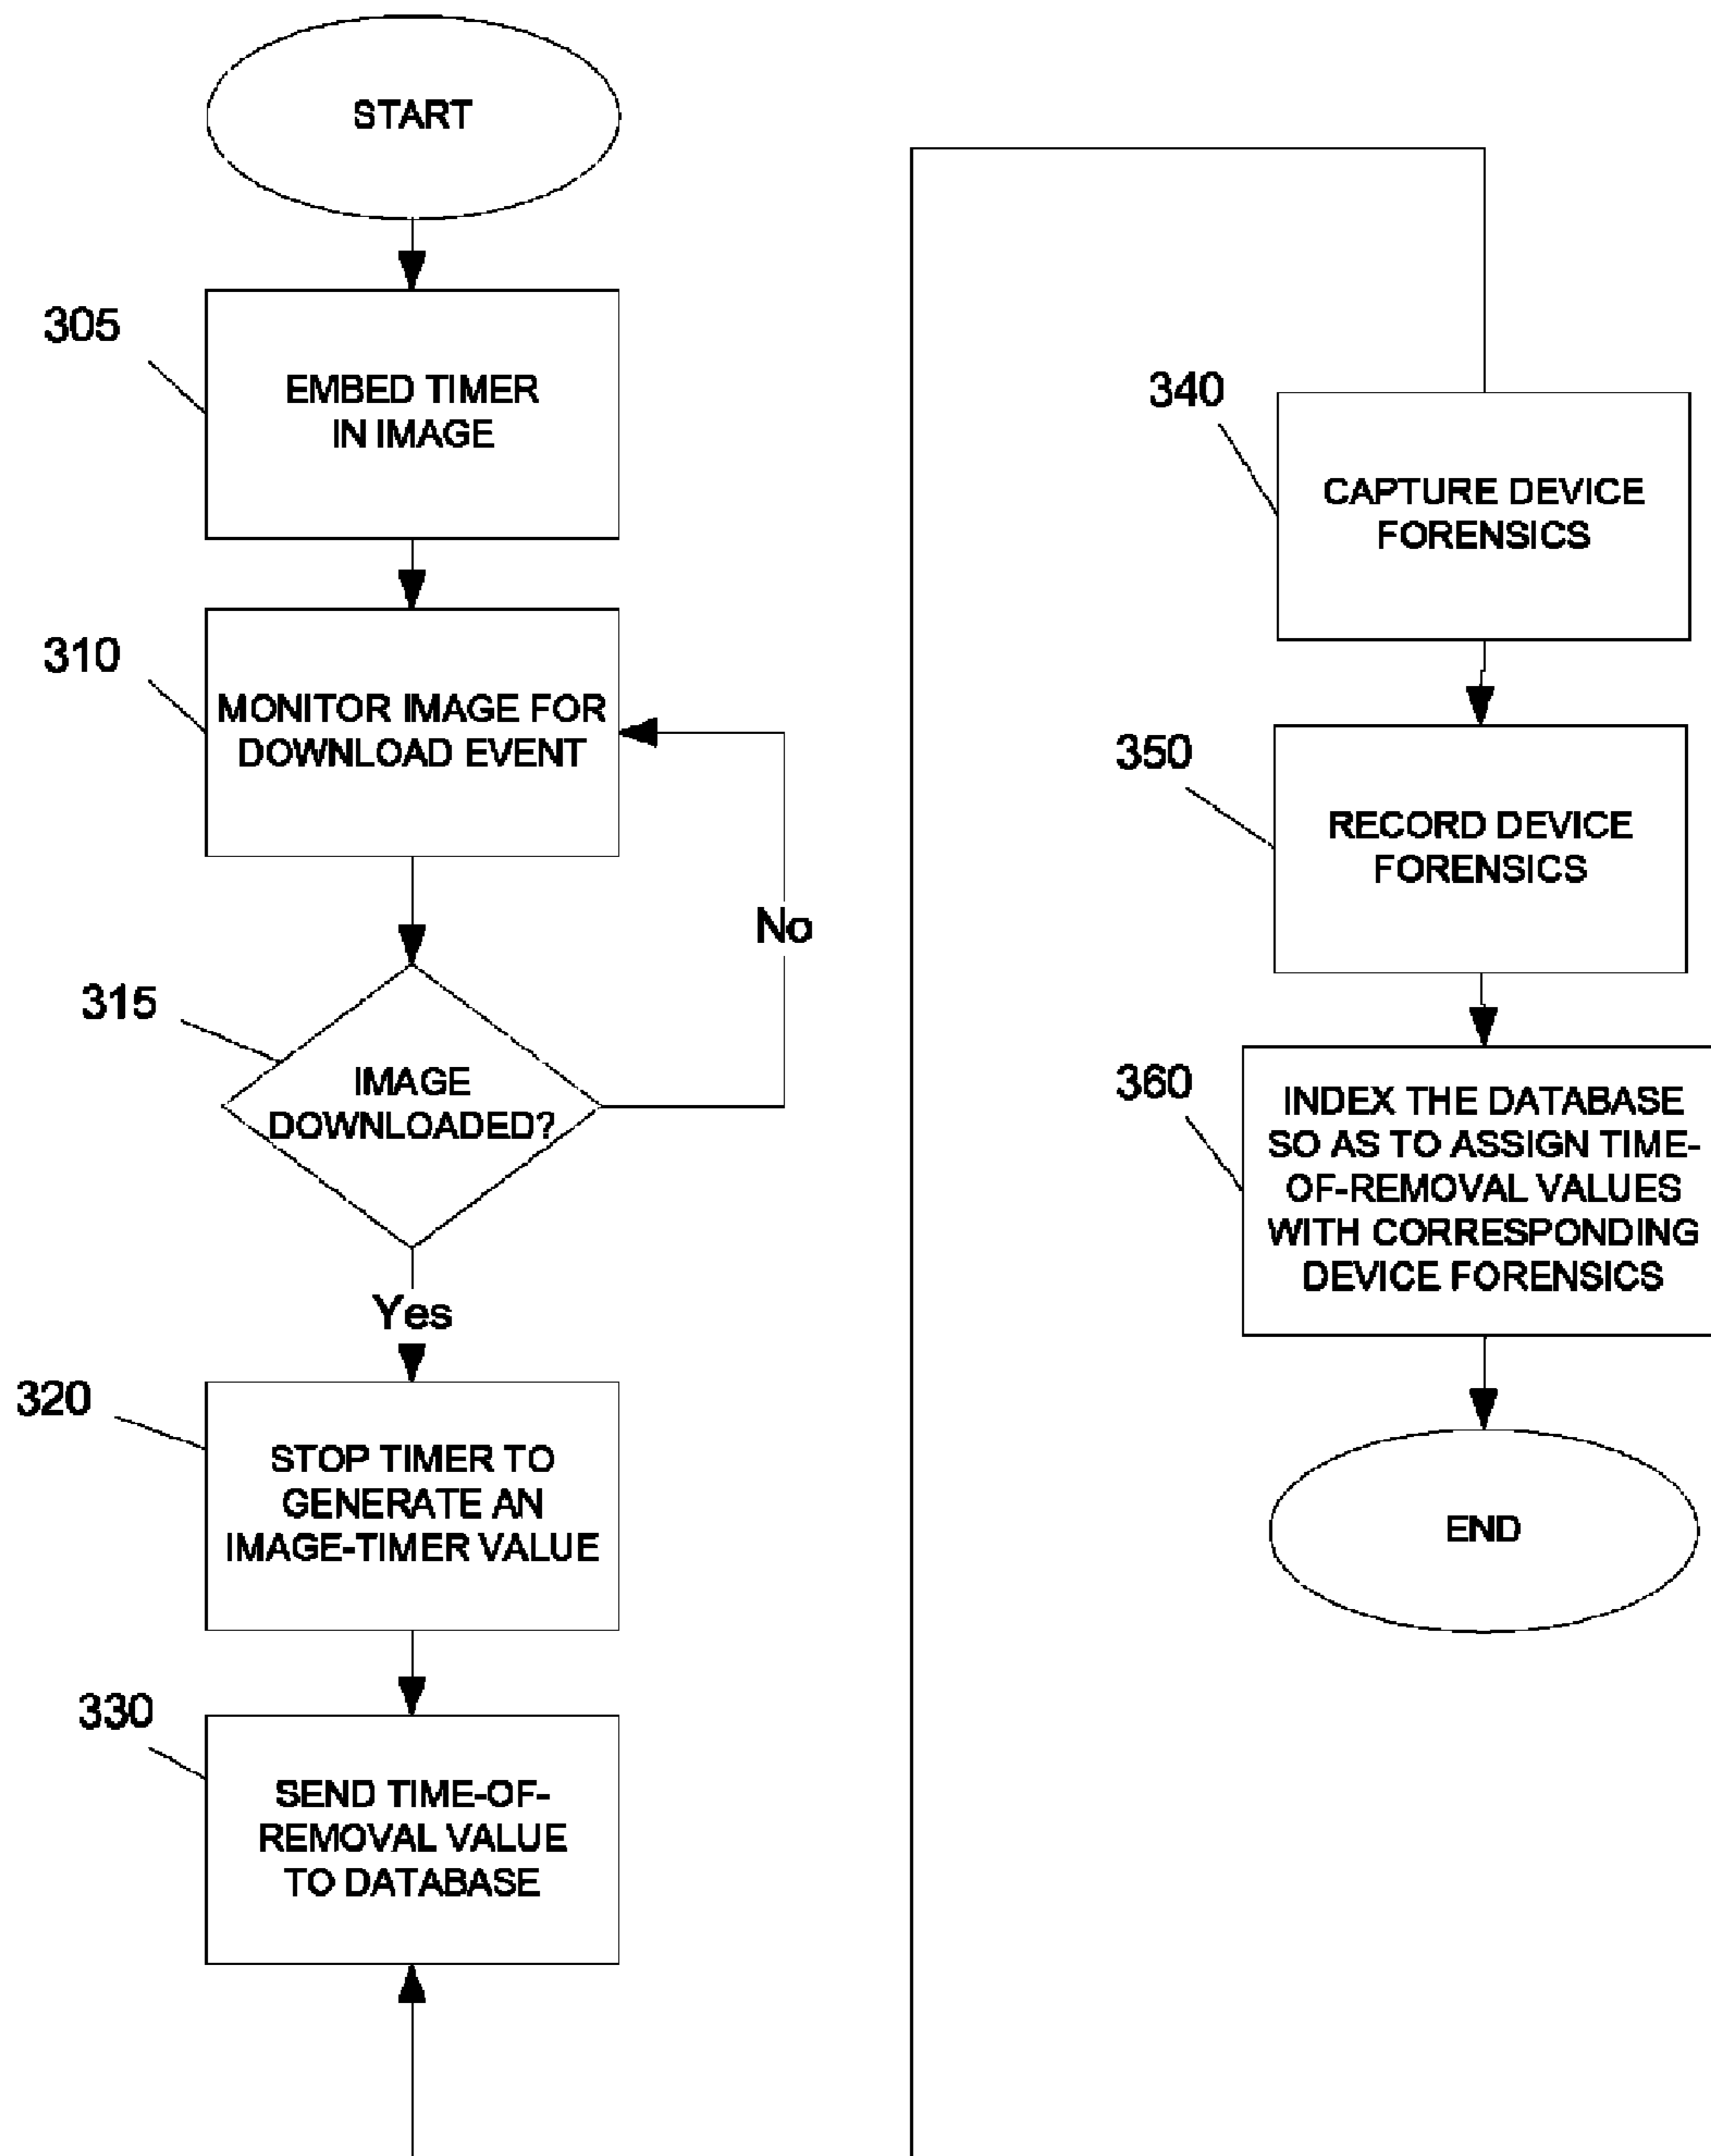 START
305
EMBED TIMER
IN IMAGE
310
MONITOR IMAGE FOR
DOWNLOAD EVENT
No
315
IMAGE
DOWNLOADED?
Yes
320
STOP TIMER TO
GENERATE AN
IMAGE-TIMER VALUE
330
SEND TIME-OF-
REMOVAL VALUE
TO DATABASE
340
CAPTURE DEVICE
FORENSICS
350
RECORD DEVICE
FORENSICS
360
INDEX THE DATABASE
SO AS TO ASSIGN TIME-
OF-REMOVAL VALUES
WITH CORRESPONDING
DEVICE FORENSICS
END